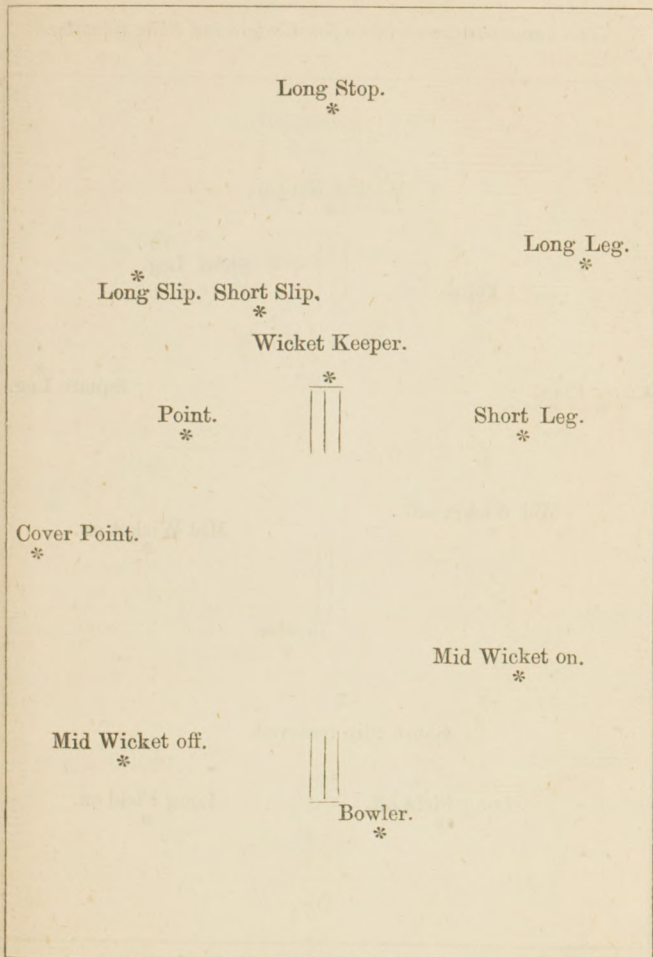 Long Stop.
*
Long Leg.
*
*
Long Slip. Short Slip,
*
Wicket Keeper.
*
Point.
*
Short Leg.
*
Cover Point.
*
Mid Wicket on.
*
Mid Wicket off.
*
Bowler.
*